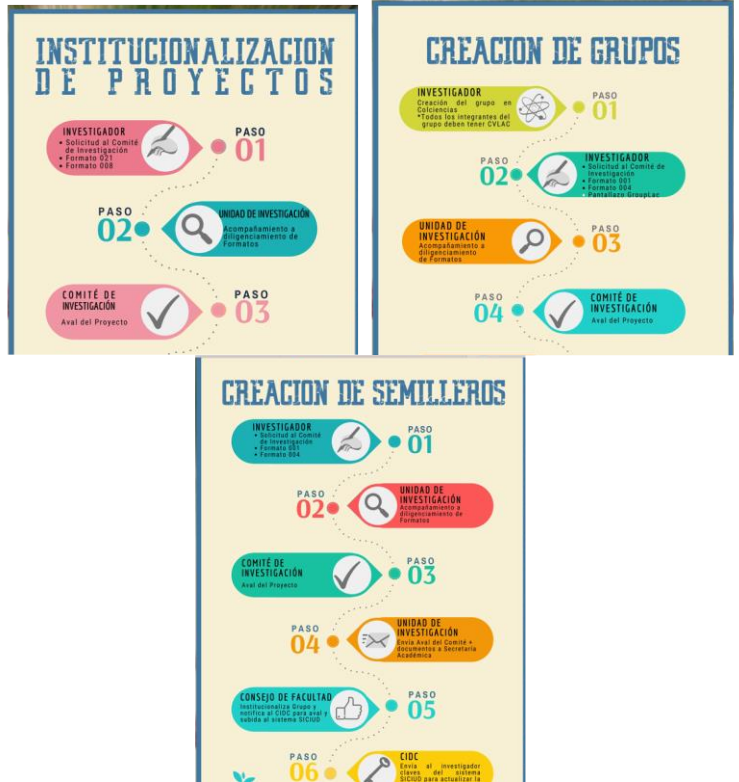 INSTITUCIONALIZACION
DE PROYECTOS
INVESTIGADOR
• Solicitud al Comité
de Investigación
• Formato 021
• Formato 008
PASO
01
PASO
02
UNIDAD DE INVESTIGACIÓN
Acompañamiento a
diligenciamiento de
Formatos
COMITÉ DE
INVESTIGACIÓN
Aval del Proyecto
PASO
03
CREACION DE GRUPOS
INVESTIGADOR
Creación del grupo en
Colciencias
*Todos los integrantes del
grupo deben tener CVLAC
PASO
01
PASO
02
INVESTIGADOR
• Solicitud al Comité de
Investigación
• Formato 001
• Formato 004
• Pantallazo GroupLac
UNIDAD DE
INVESTIGACIÓN
Acompañamiento a
diligenciamiento
de Formatos
PASO
03
PASO
04
COMITÉ DE
INVESTIGACIÓN
Aval del Proyecto
CREACION DE SEMILLEROS
INVESTIGADOR
• Solicitud al Comité
de Investigación
• Formato 001
• Formato 004
PASO
01
PASO
02
UNIDAD DE
INVESTIGACIÓN
Acompañamiento a
diligenciamiento de
Formatos
COMITÉ DE
INVESTIGACIÓN
Aval del Proyecto
PASO
03
PASO
04
UNIDAD DE
INVESTIGACIÓN
Envía Aval del Comité +
documentos a Secretaría
Académica
CONSEJO DE FACULTAD
Institucionaliza Grupo y
notifica al CIDC para aval y
subida al sistema SICIUD
PASO
05
PASO
06
CIDC
Envía al investigador
claves del sistema
SICIUD para actualizar la